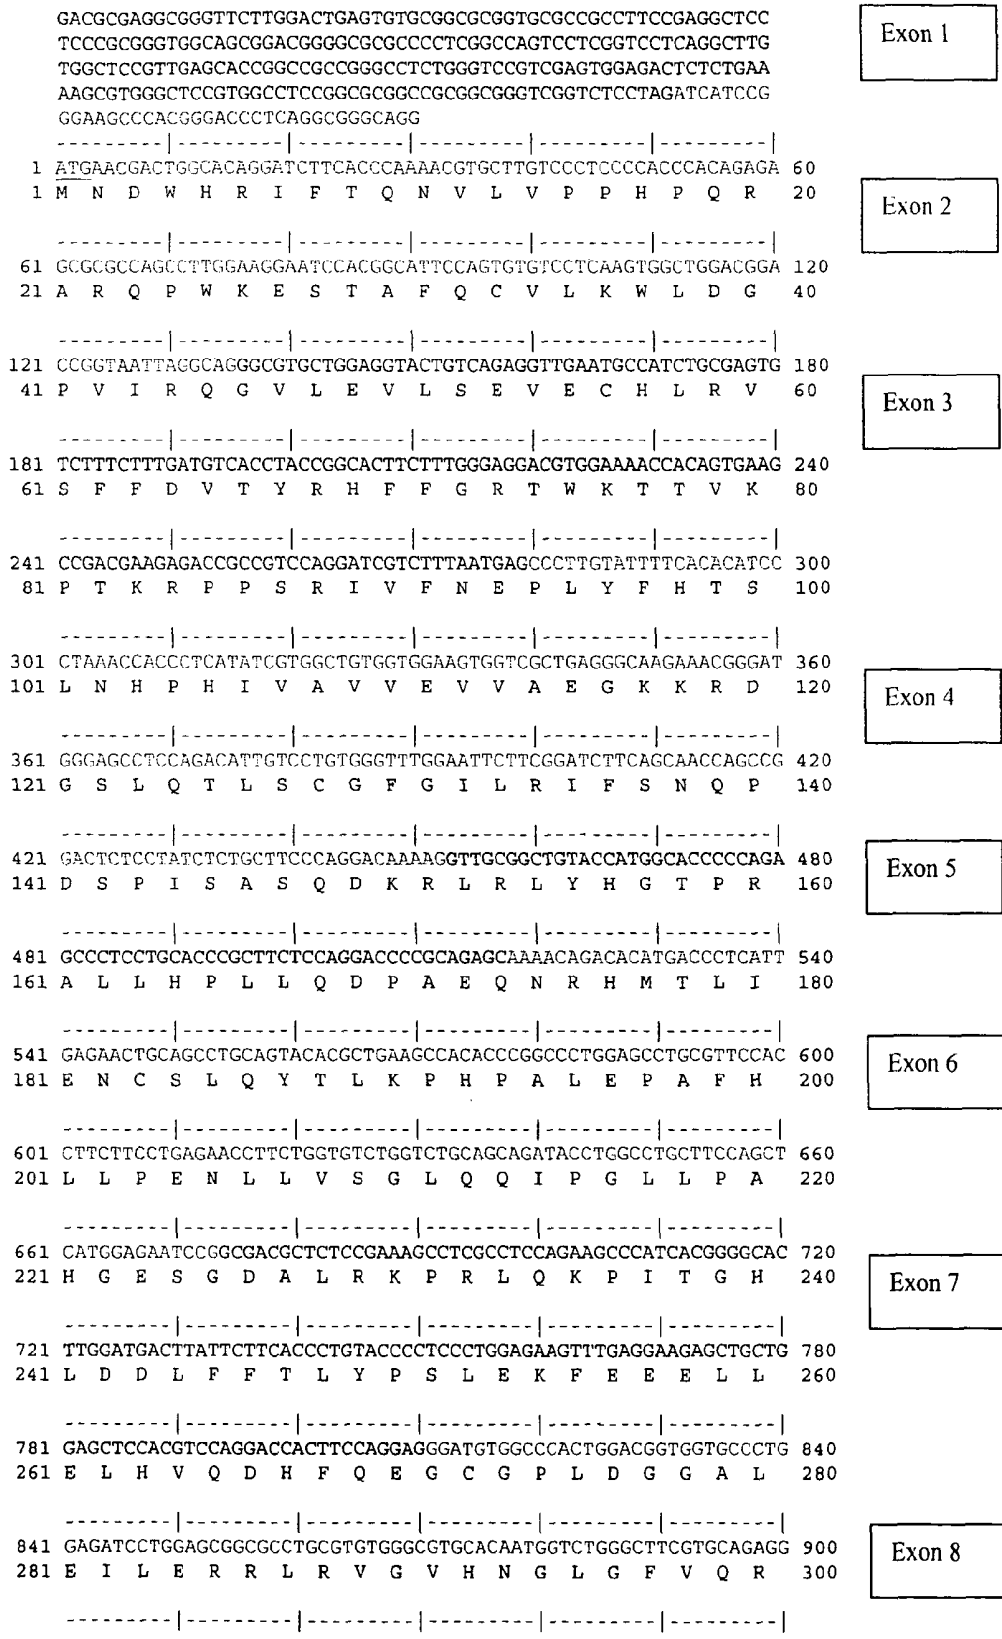 GACGCGAGGCGGGTTCTTGGACTGAGTGTGCGGCGCGGTGCGCCGCCTTCCGAGGCTCC
TCCCGCGGGTGGCAGCGGACGGGGCGCGCCCCTCGGCCAGTCCTCGGTCCTCAGGCTTG
TGGCTCCGTTGAGCACCGGCCGCCGGGCCTCTGGGTCCGTCGAGTGGAGACTCTCTGAA
AAGCGTGGGCTCCGTGGCCTCCGGCGCGGCCGCGGCGGGTCGGTCTCCTAGATCATCCG
GGAAGCCCACGGGACCCTCAGGCGGGCAGG
Exon 1
---------|---------|---------|---------|---------|---------|
1 ATGAACGACTGGCACAGGATCTTCACCCAAAACGTGCTTGTCCCTCCCCACCCACAGAGA 60
1 M N D W H R I F T Q N V L V P P H P Q R 20
Exon 2
---------|---------|---------|---------|---------|---------|
61 GCGCGCCAGCCTTGGAAGGAATCCACGGCATTCCAGTGTGTCCTCAAGTGGCTGGACGGA 120
21 A R Q P W K E S T A F Q C V L K W L D G 40
---------|---------|---------|---------|---------|---------|
121 CCGGTAATTAGGCAGGGCGTGCTGGAGGTACTGTCAGAGGTTGAATGCCATCTGCGAGTG 180
41 P V I R Q G V L E V L S E V E C H L R V 60
Exon 3
---------|---------|---------|---------|---------|---------|
181 TCTTTCTTTGATGTCACCTACCGGCACTTCTTTGGGAGGACGTGGAAAACCACAGTGAAG 240
61 S F F D V T Y R H F F G R T W K T T V K 80
---------|---------|---------|---------|---------|---------|
241 CCGACGAAGAGACCGCCGTCCAGGATCGTCTTTAATGAGCCCTTGTATTTTCACACATCC 300
81 P T K R P P S R I V F N E P L Y F H T S 100
---------|---------|---------|---------|---------|---------|
301 CTAAACCACCCTCATATCGTGGCTGTGGTGGAAGTGGTCGCTGAGGGCAAGAAACGGGAT 360
101 L N H P H I V A V V E V V A E G K K R D 120
Exon 4
---------|---------|---------|---------|---------|---------|
361 GGGAGCCTCCAGACATTGTCCTGTGGGTTTGGAATTCTTCGGATCTTCAGCAACCAGCCG 420
121 G S L Q T L S C G F G I L R I F S N Q P 140
---------|---------|---------|---------|---------|---------|
421 GACTCTCCTATCTCTGCTTCCCAGGACAAAAGGTTGCGGCTGTACCATGGCACCCCCAGA 480
141 D S P I S A S Q D K R L R L Y H G T P R 160
Exon 5
---------|---------|---------|---------|---------|---------|
481 GCCCTCCTGCACCCGCTTCTCCAGGACCCCGCAGAGCAAAACAGACACATGACCCTCATT 540
161 A L L H P L L Q D P A E Q N R H M T L I 180
---------|---------|---------|---------|---------|---------|
541 GAGAACTGCAGCCTGCAGTACACGCTGAAGCCACACCCGGCCCTGGAGCCTGCGTTCCAC 600
181 E N C S L Q Y T L K P H P A L E P A F H 200
Exon 6
---------|---------|---------|---------|---------|---------|
601 CTTCTTCCTGAGAACCTTCTGGTGTCTGGTCTGCAGCAGATACCTGGCCTGCTTCCAGCT 660
201 L L P E N L L V S G L Q Q I P G L L P A 220
---------|---------|---------|---------|---------|---------|
661 CATGGAGAATCCGGCGACGCTCTCCGAAAGCCTCGCCTCCAGAAGCCCATCACGGGGCAC 720
221 H G E S G D A L R K P R L Q K P I T G H 240
Exon 7
---------|---------|---------|---------|---------|---------|
721 TTGGATGACTTATTCTTCACCCTGTACCCCTCCCTGGAGAAGTTTGAGGAAGAGCTGCTG 780
241 L D D L F F T L Y P S L E K F E E E L L 260
---------|---------|---------|---------|---------|---------|
781 GAGCTCCACGTCCAGGACCACTTCCAGGAGGGATGTGGCCCACTGGACGGTGGTGCCCTG 840
261 E L H V Q D H F Q E G C G P L D G G A L 280
---------|---------|---------|---------|---------|---------|
841 GAGATCCTGGAGCGGCGCCTGCGTGTGGGCGTGCACAATGGTCTGGGCTTCGTGCAGAGG 900
281 E I L E R R L R V G V H N G L G F V Q R 300
Exon 8
---------|---------|---------|---------|---------|---------|